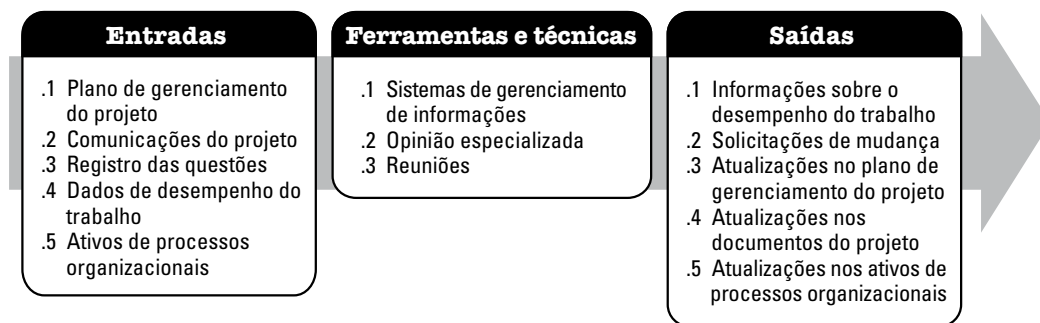 Entradas
.1 Plano de gerenciamento
do projeto
.2 Comunicações do projeto
.3 Registro das questões
.4 Dados de desempenho do
trabalho
.5 Ativos de processos
organizacionais
Ferramentas e técnicas
.1 Sistemas de gerenciamento
de informações
.2 Opinião especializada
.3 Reuniões
Saídas
.1 Informações sobre o
desempenho do trabalho
.2 Solicitações de mudança
.3 Atualizações no plano de
gerenciamento do projeto
.4 Atualizações nos
documentos do projeto
.5 Atualizações nos ativos de
processos organizacionais